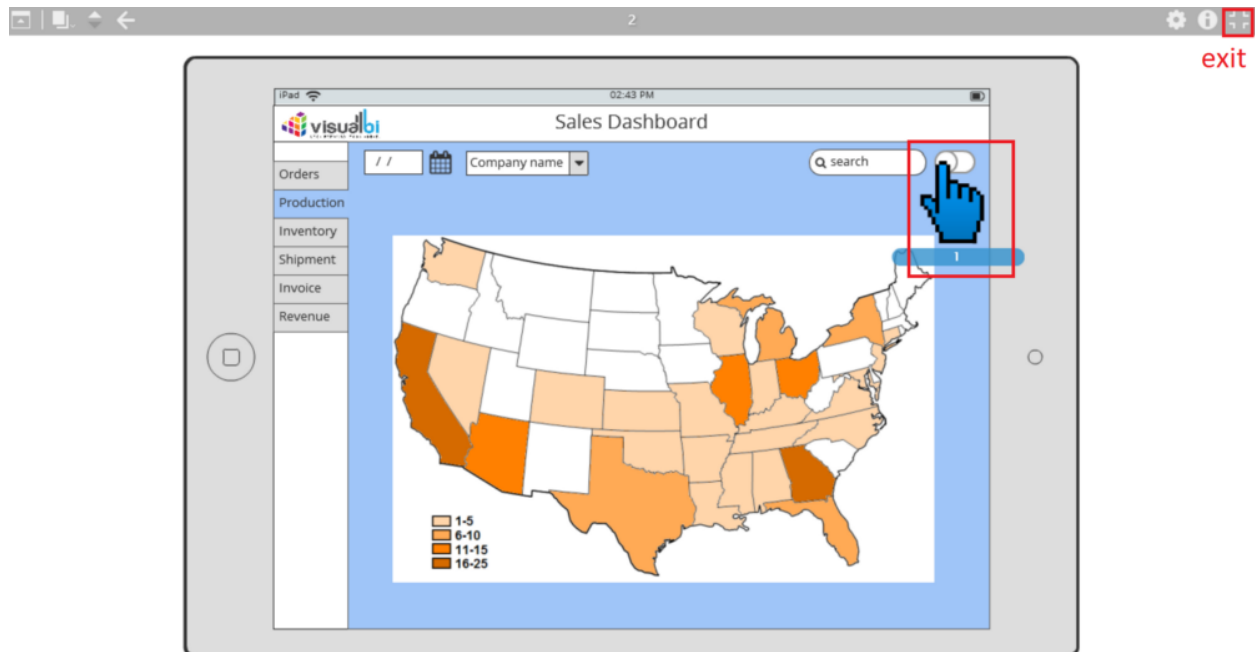 2
exit
iPad 02:43 PM
visualbi Sales Dashboard
/ / Company name search
Orders
Production
Inventory
Shipment
Invoice
Revenue
1
1-5
6-10
11-15
16-25